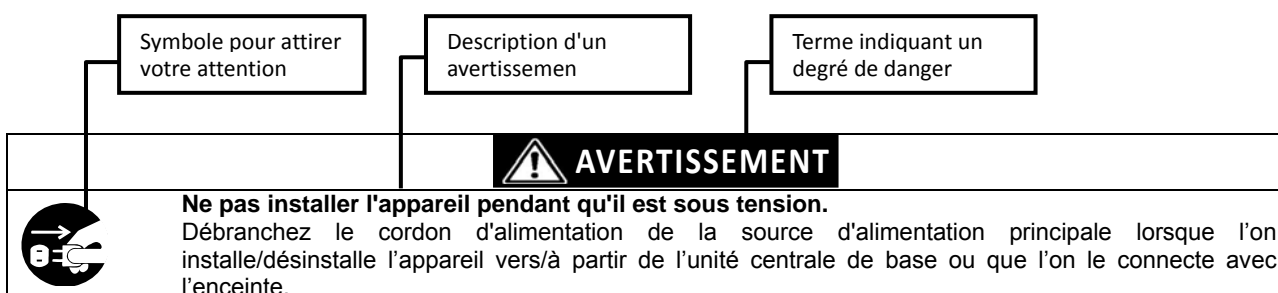 Symbole pour attirer
votre attention
Description d'un
avertissemen
Terme indiquant un
degré de danger
AVERTISSEMENT
Ne pas installer l'appareil pendant qu'il est sous tension.
Débranchez le cordon d'alimentation de la source d'alimentation principale lorsque l'on
installe/désinstalle l'appareil vers/à partir de l'unité centrale de base ou que l'on le connecte avec
l'enceinte.